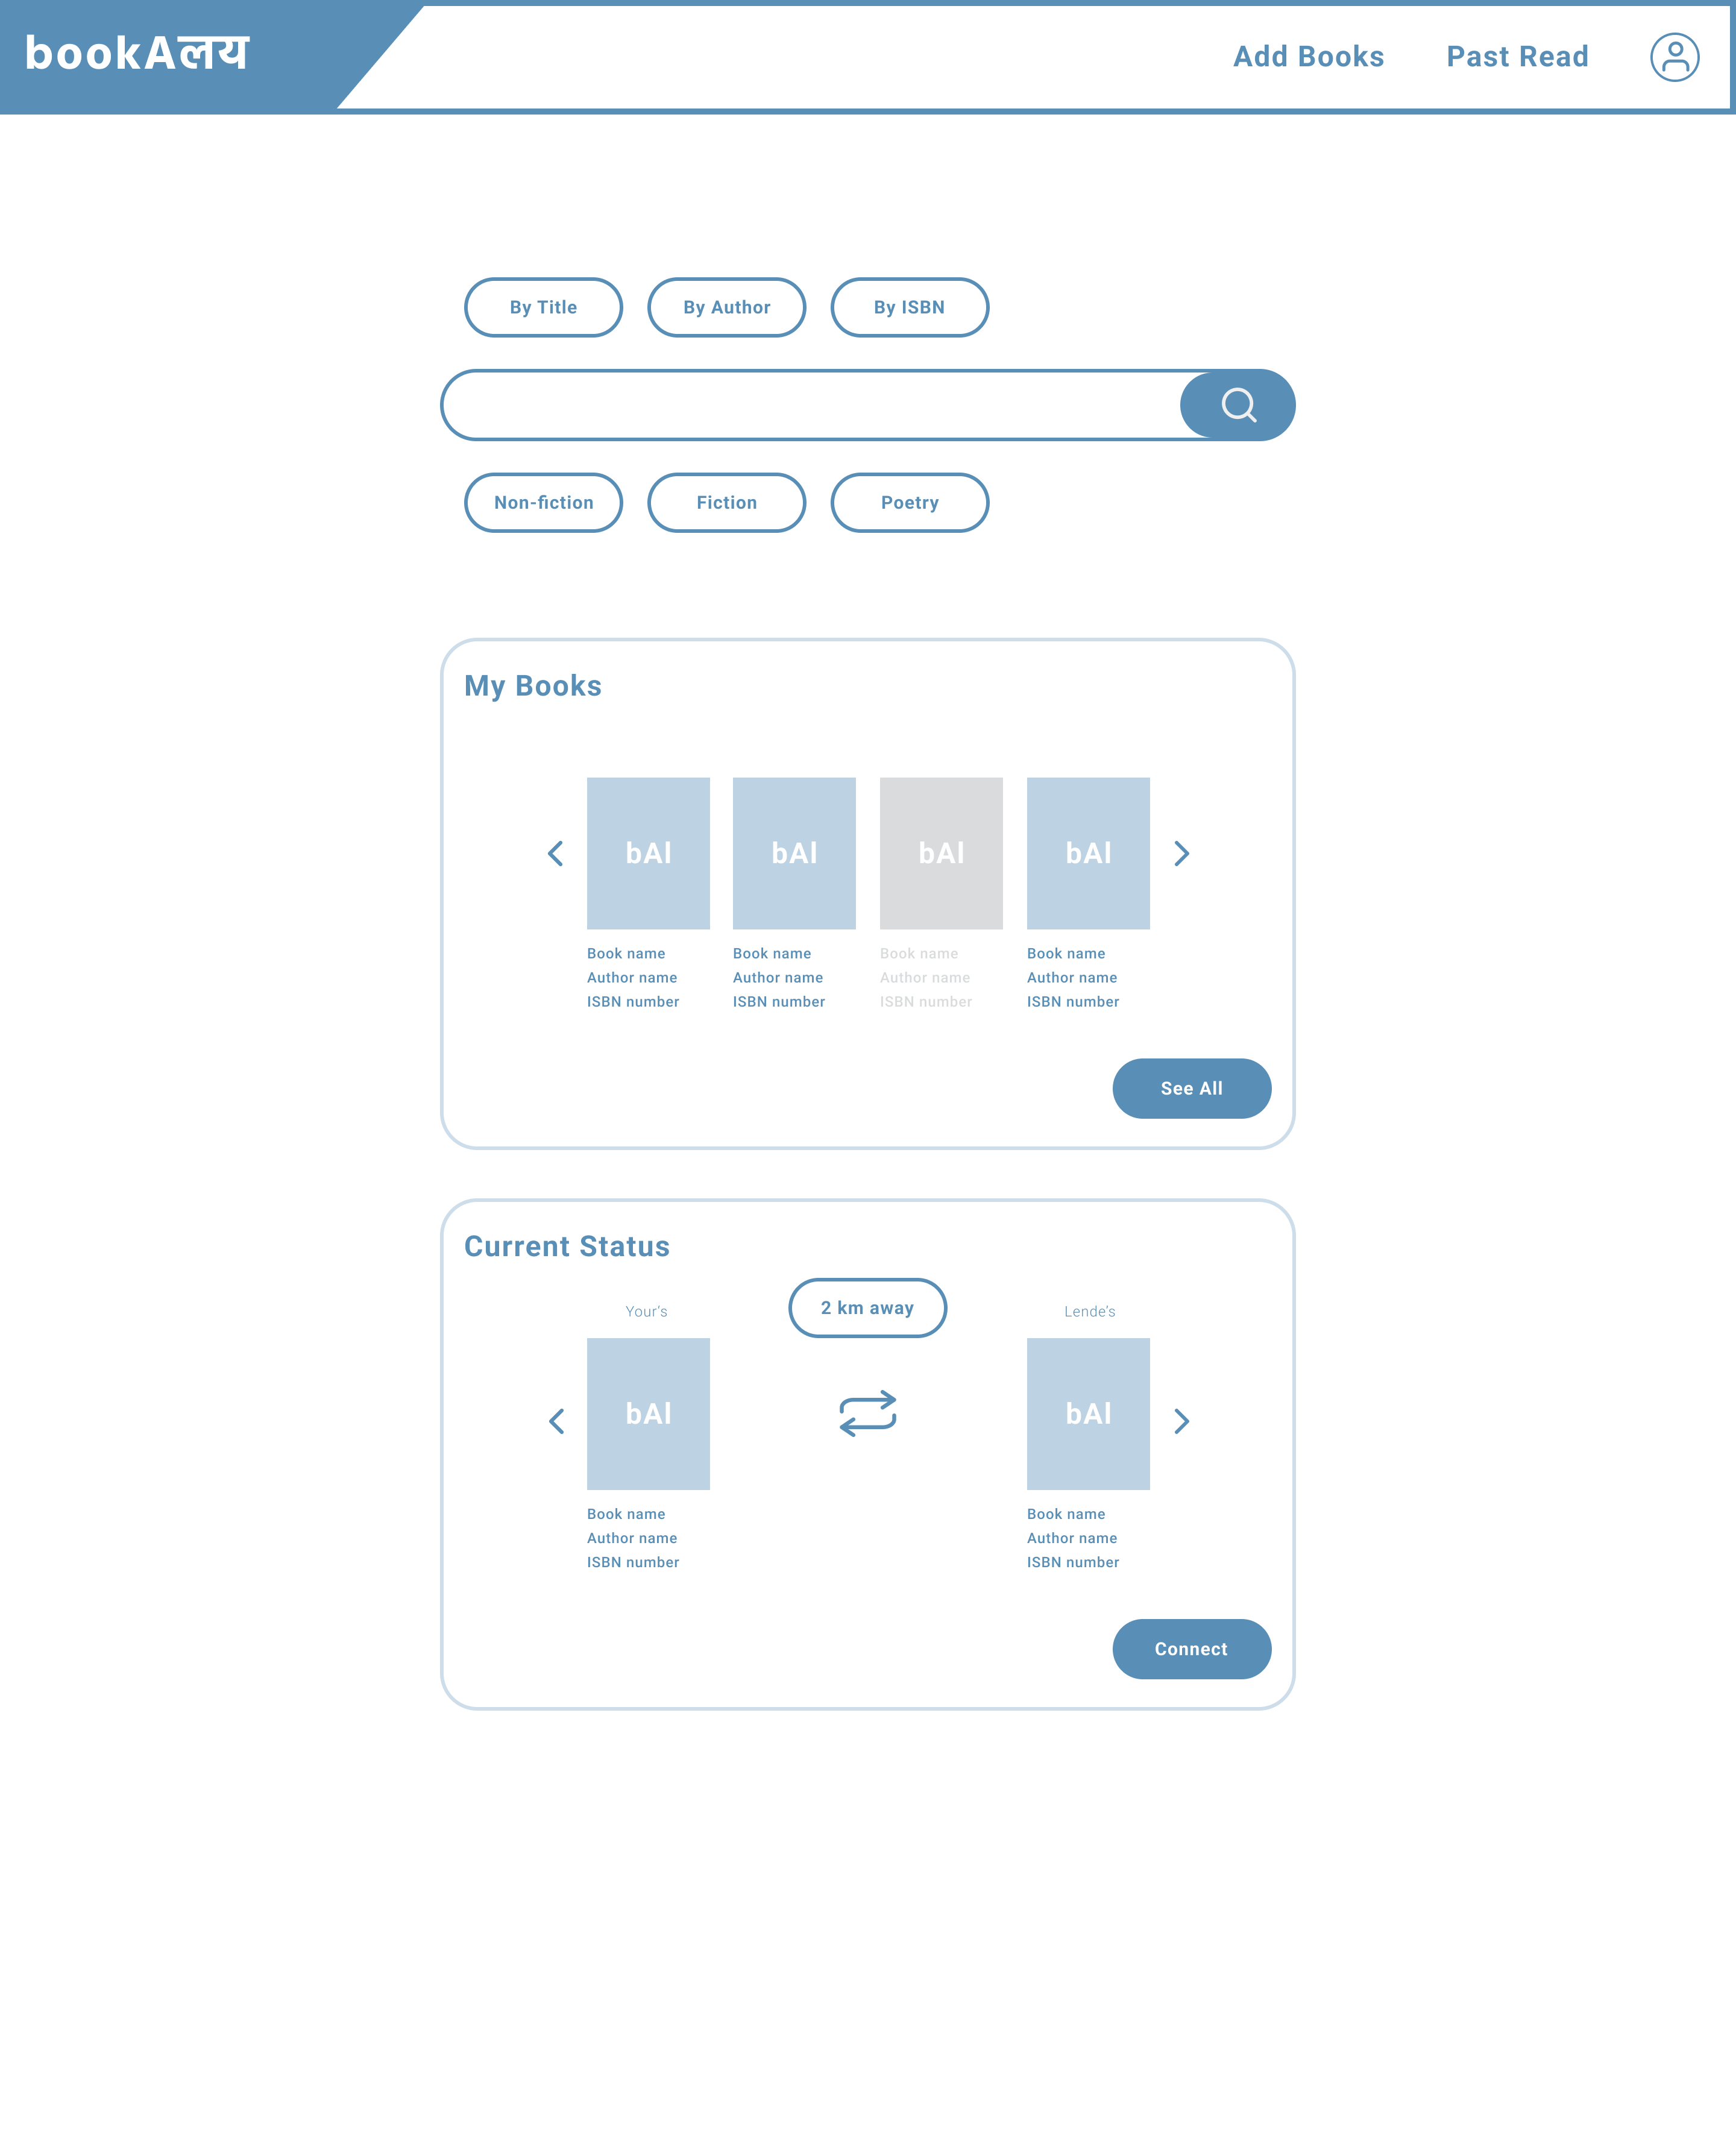 bookAलय
Add Books
Past Read
By Title
By Author
By ISBN
Non-fiction
Fiction
Poetry
My Books
bAl
bAl
bAl
bAl
Book name
Author name
ISBN number
Book name
Author name
ISBN number
Book name
Author name
ISBN number
Book name
Author name
ISBN number
See All
Current Status
Your's
2 km away
Lende's
bAl
bAl
Book name
Author name
ISBN number
Book name
Author name
ISBN number
Connect